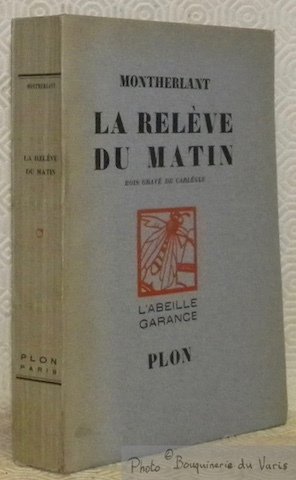 MONTHERLANT
LA RELÈVE
DU MATIN
PLON
PARIS
MONTHERLANT
LA RELÈVE
DU MATIN
BOIS GRAVÉ DE CARLÈGLE
L'ABEILLE
GARANCE
PLON
Photo © Bouquinerie du Varis